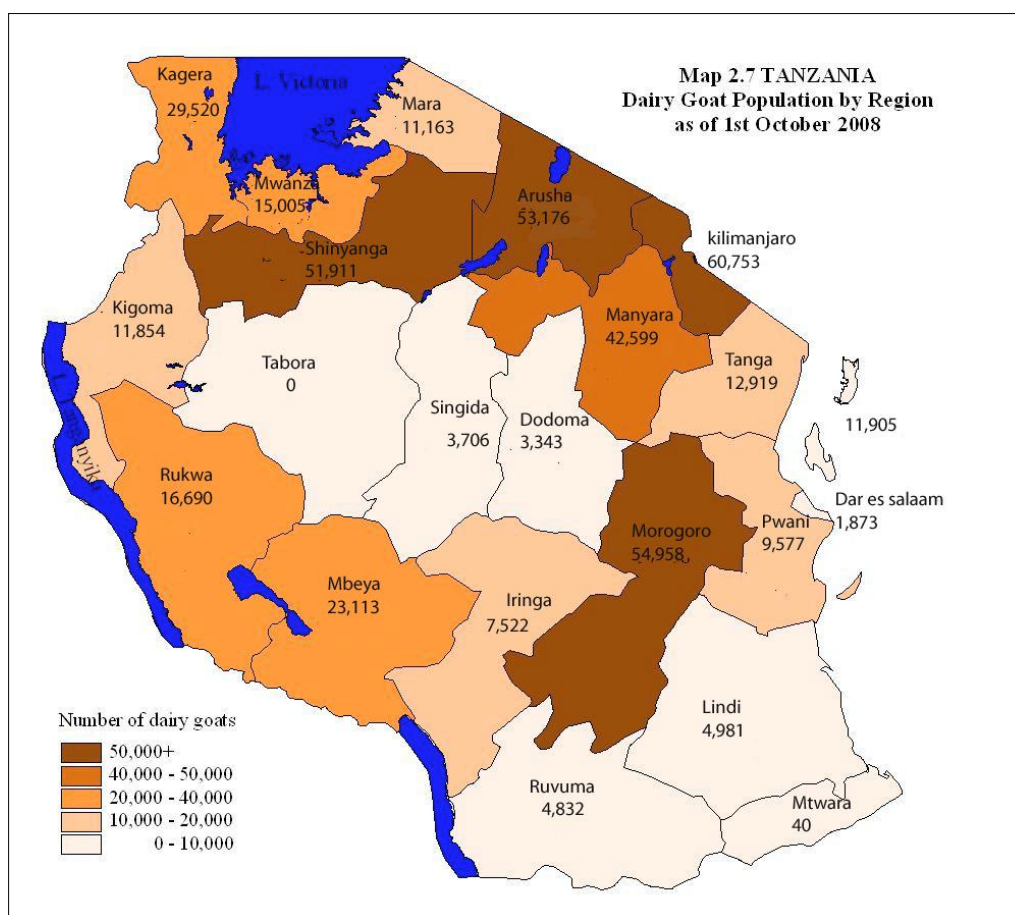 Map 2.7 TANZANIA
Dairy Goat Population by Region
as of 1st October 2008
Kagera
29,520
L. Victoria
Mara
11,163
Mwanza
15,005
Arusha
53,176
Shinyanga
51,911
kilimanjaro
60,753
Kigoma
11,854
Manyara
42,599
Tabora
0
Tanga
12,919
Singida
3,706
Dodoma
3,343
11,905
Rukwa
16,690
Dar es salaam
1,873
Pwani
9,577
Morogoro
54,958
Mbeya
23,113
Iringa
7,522
Lindi
4,981
Ruvuma
4,832
Mtwara
40
Number of dairy goats
50,000+
40,000 - 50,000
20,000 - 40,000
10,000 - 20,000
0 - 10,000